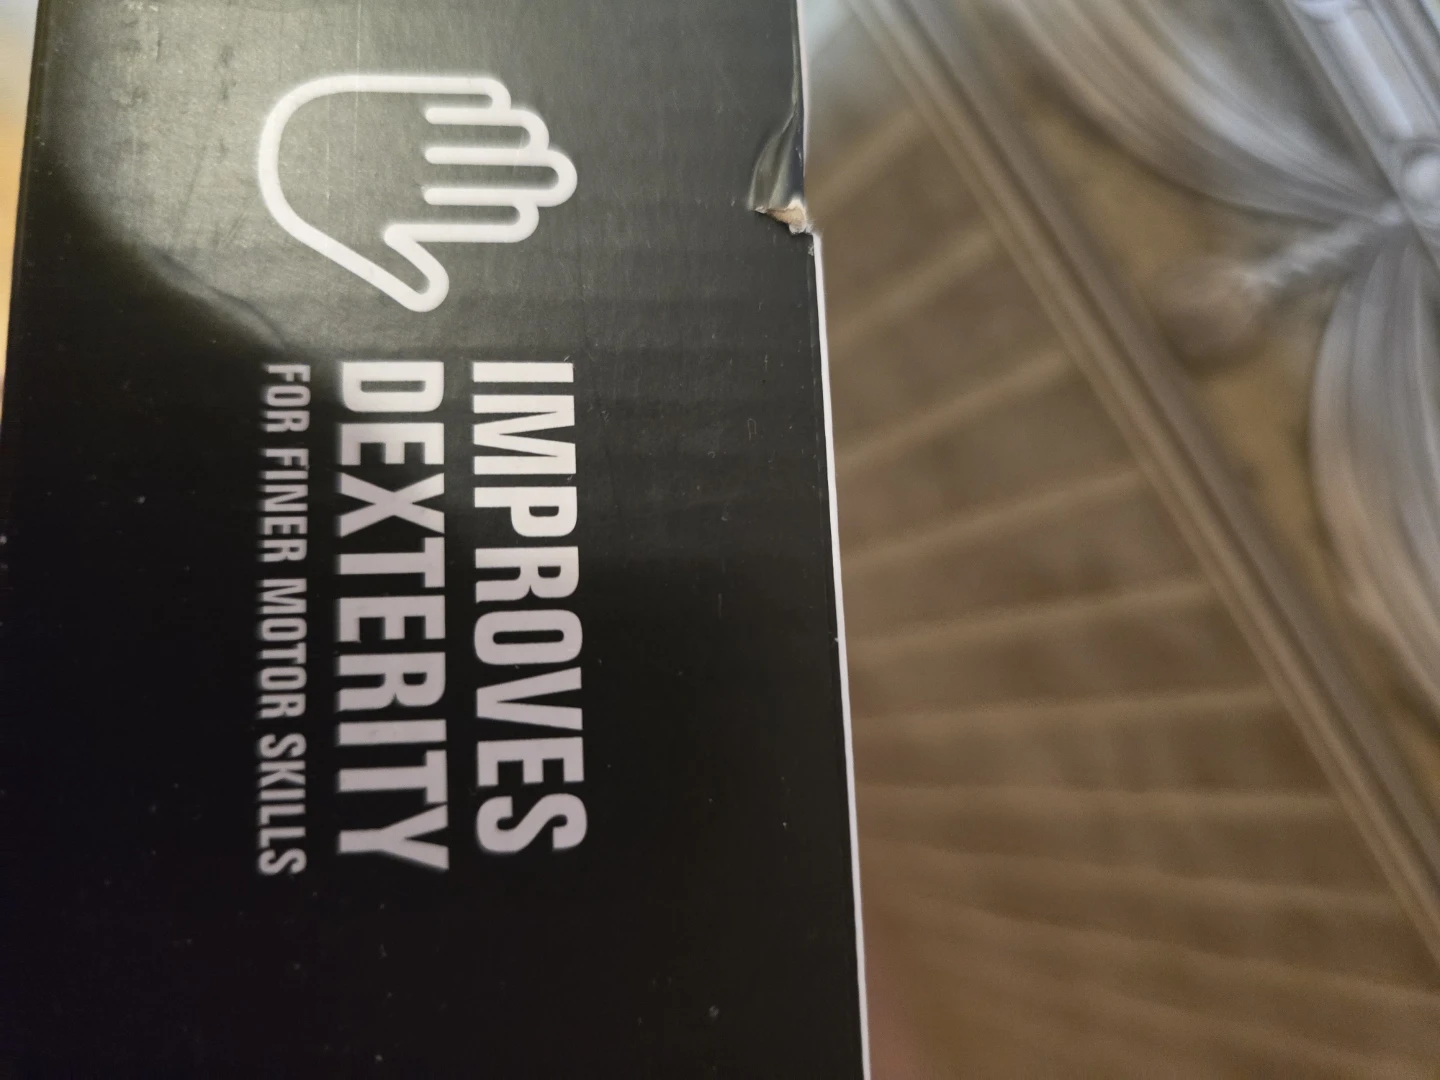 IMPROVES
DEXTERITY
FOR FINER MOTOR SKILLS